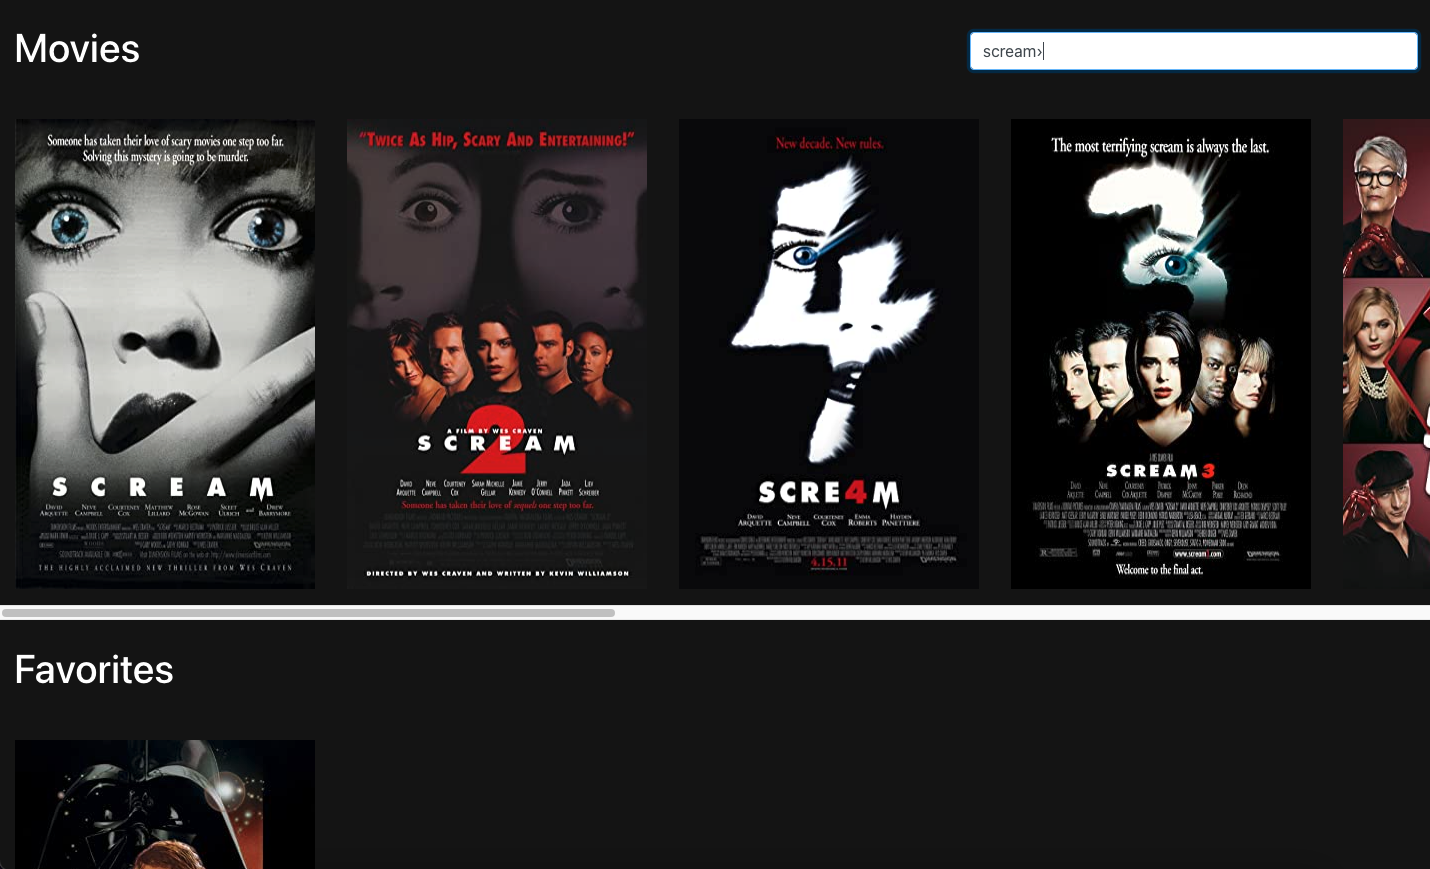 Movies
scream›
Someone has taken their love of scary movies one step too far.
Solving this mystery is going to be murder.
SCREAM
DAVID ARQUETTE NEVE CAMPBELL COURTENEY COX MATTHEW LILLARD ROSE MCGOWAN SKEET ULRICH and DREW BARRYMORE
THE HIGHLY ACCLAIMED NEW THRILLER FROM WES CRAVEN
"TWICE AS HIP, SCARY AND ENTERTAINING!"
2
A FILM BY WES CRAVEN
SCREAM
DAVID ARQUETTE NEVE CAMPBELL COURTENEY COX SARAH MICHELLE GELLAR JAMIE KENNEDY JERRY O'CONNELL JADA PINKETT LIEV SCHREIBER
Someone has taken their love of sequels one step too far.
DIRECTED BY WES CRAVEN AND WRITTEN BY KEVIN WILLIAMSON
New decade. New rules.
SCRE4M
DAVID ARQUETTE NEVE CAMPBELL COURTENEY COX EMMA ROBERTS HAYDEN PANETTIERE
4.15.11
The most terrifying scream is always the last.
SCREAM3
DAVID ARQUETTE NEVE CAMPBELL COURTENEY COX ARQUETTE PATRICK DEMPSEY JENNY MCCARTHY PARKER POSEY DEON RICHMOND
www.scream3.com
Welcome to the final act.
Favorites